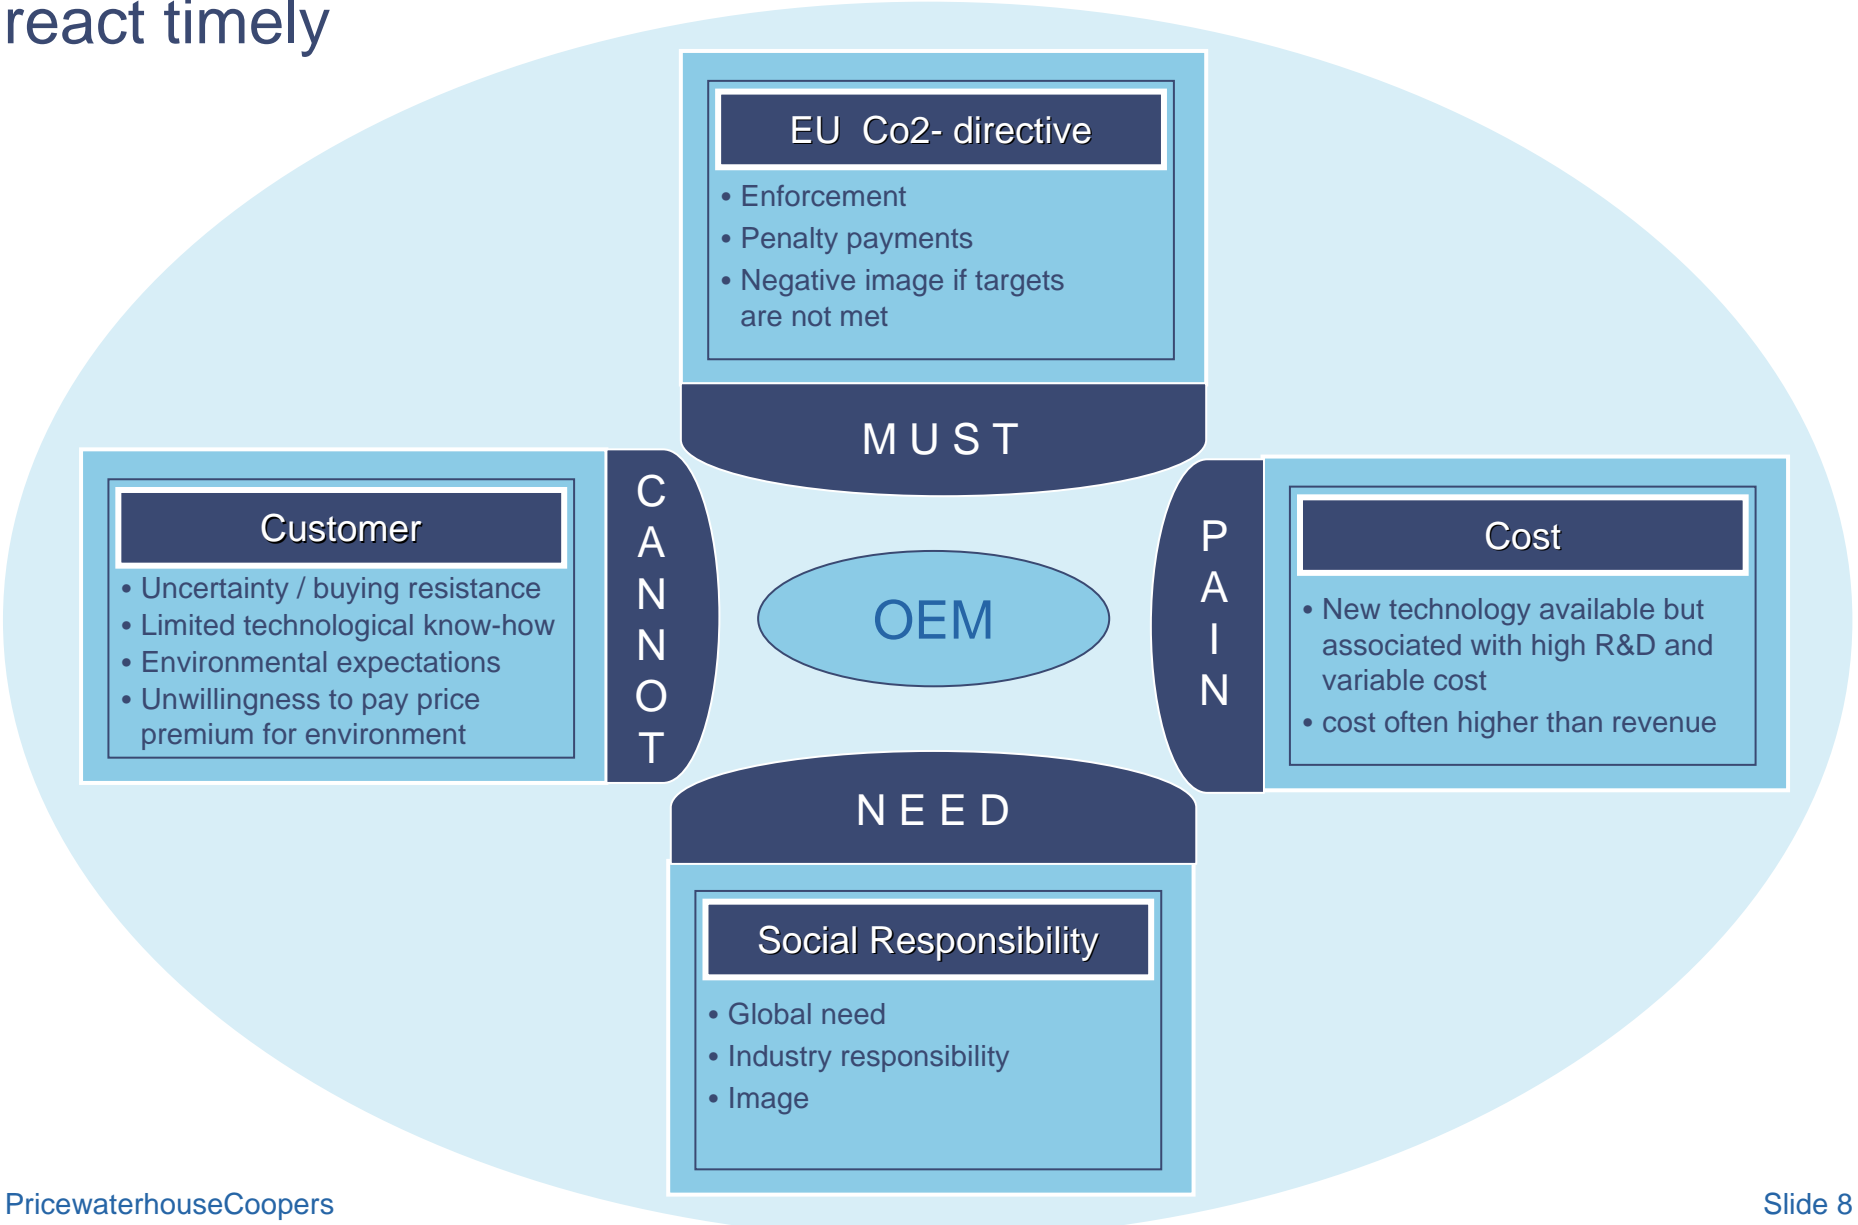 react timely
EU Co2- directive
• Enforcement
• Penalty payments
• Negative image if targets
are not met
MUST
Customer
• Uncertainty / buying resistance
• Limited technological know-how
• Environmental expectations
• Unwillingness to pay price
premium for environment
CANNOT
OEM
PAIN
Cost
• New technology available but
associated with high R&D and
variable cost
• cost often higher than revenue
NEED
Social Responsibility
• Global need
• Industry responsibility
• Image
PricewaterhouseCoopers
Slide 8